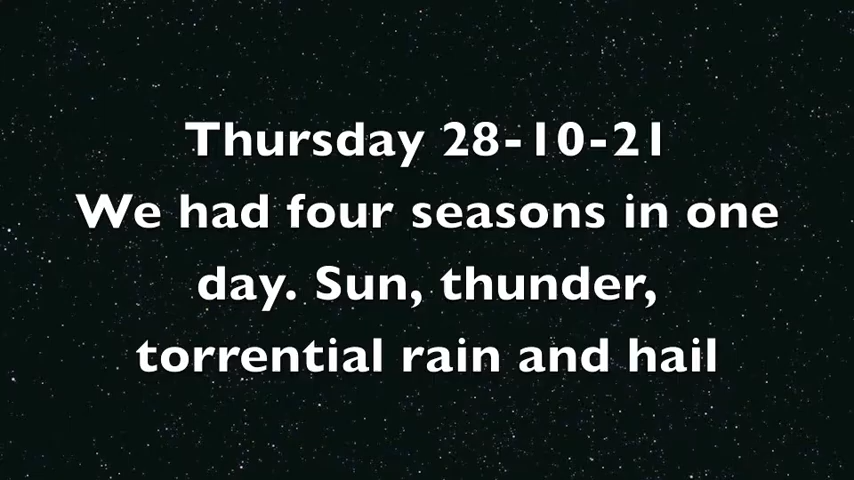 Thursday 28-10-21
We had four seasons in one
day. Sun, thunder,
torrential rain and hail